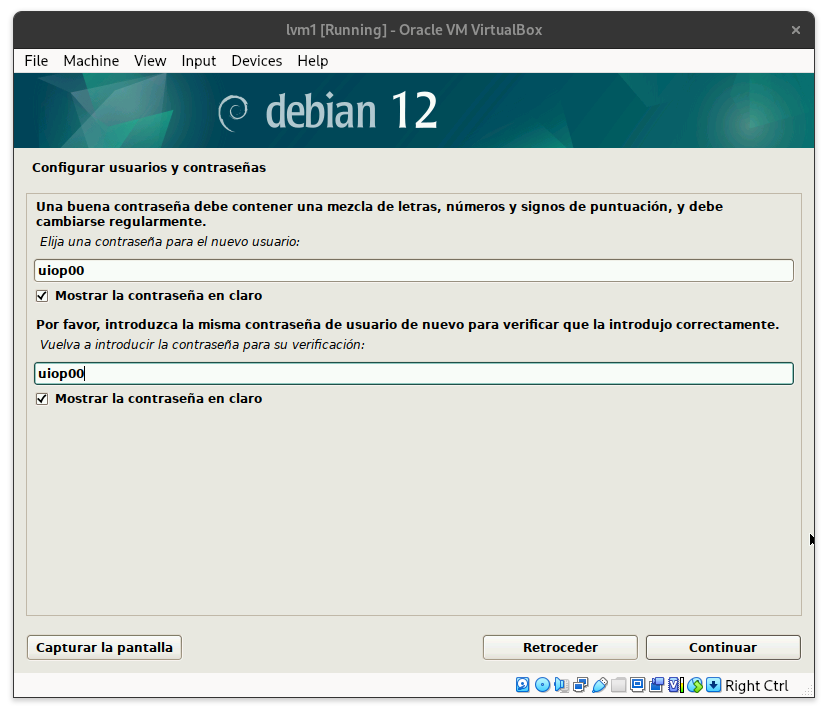 lvm1 [Running] - Oracle VM VirtualBox
File Machine View Input Devices Help
debian 12
Configurar usuarios y contraseñas
Una buena contraseña debe contener una mezcla de letras, números y signos de puntuación, y debe
cambiarse regularmente.
Elija una contraseña para el nuevo usuario:
uiop00
Mostrar la contraseña en claro
Por favor, introduzca la misma contraseña de usuario de nuevo para verificar que la introdujo correctamente.
Vuelva a introducir la contraseña para su verificación:
uiop00
Mostrar la contraseña en claro
Capturar la pantalla
Retroceder
Continuar
Right Ctrl